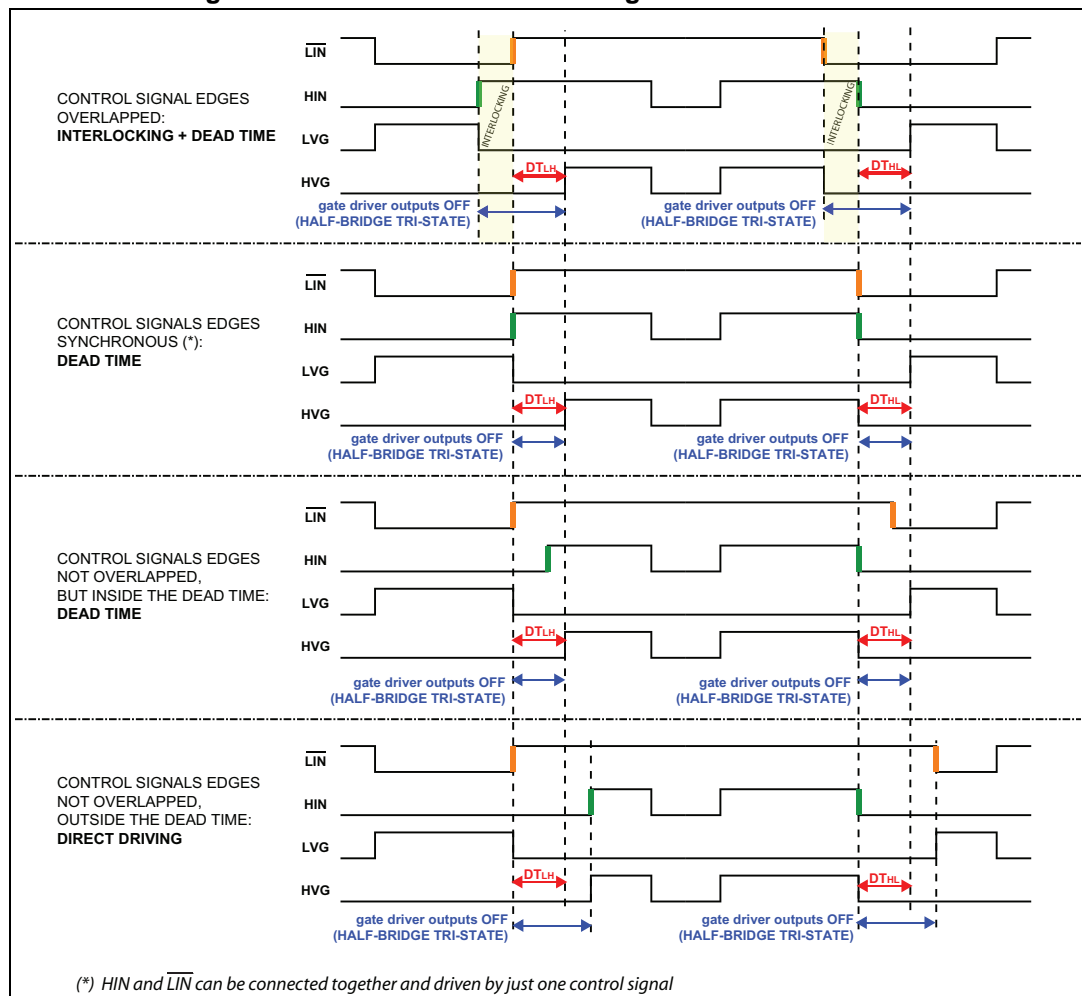 LIN
HIN
CONTROL SIGNAL EDGES
OVERLAPPED:
INTERLOCKING + DEAD TIME
LVG
HVG
INTERLOCKING
INTERLOCKING
DTLH
DTHL
gate driver outputs OFF
(HALF-BRIDGE TRI-STATE)
gate driver outputs OFF
(HALF-BRIDGE TRI-STATE)
LIN
HIN
CONTROL SIGNALS EDGES
SYNCHRONOUS (*):
DEAD TIME
LVG
HVG
DTLH
DTHL
gate driver outputs OFF
(HALF-BRIDGE TRI-STATE)
gate driver outputs OFF
(HALF-BRIDGE TRI-STATE)
LIN
HIN
CONTROL SIGNALS EDGES
NOT OVERLAPPED,
BUT INSIDE THE DEAD TIME:
DEAD TIME
LVG
HVG
DTLH
DTHL
gate driver outputs OFF
(HALF-BRIDGE TRI-STATE)
gate driver outputs OFF
(HALF-BRIDGE TRI-STATE)
LIN
HIN
CONTROL SIGNALS EDGES
NOT OVERLAPPED,
OUTSIDE THE DEAD TIME:
DIRECT DRIVING
LVG
HVG
DTLH
DTHL
gate driver outputs OFF
(HALF-BRIDGE TRI-STATE)
gate driver outputs OFF
(HALF-BRIDGE TRI-STATE)
(*) HIN and LIN can be connected together and driven by just one control signal